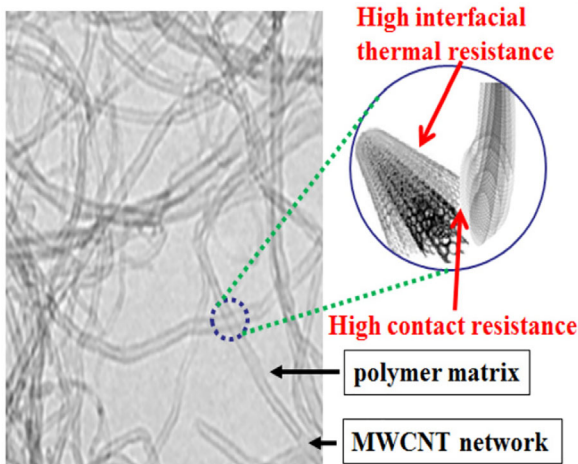 High interfacial
thermal resistance
High contact resistance
polymer matrix
MWCNT network